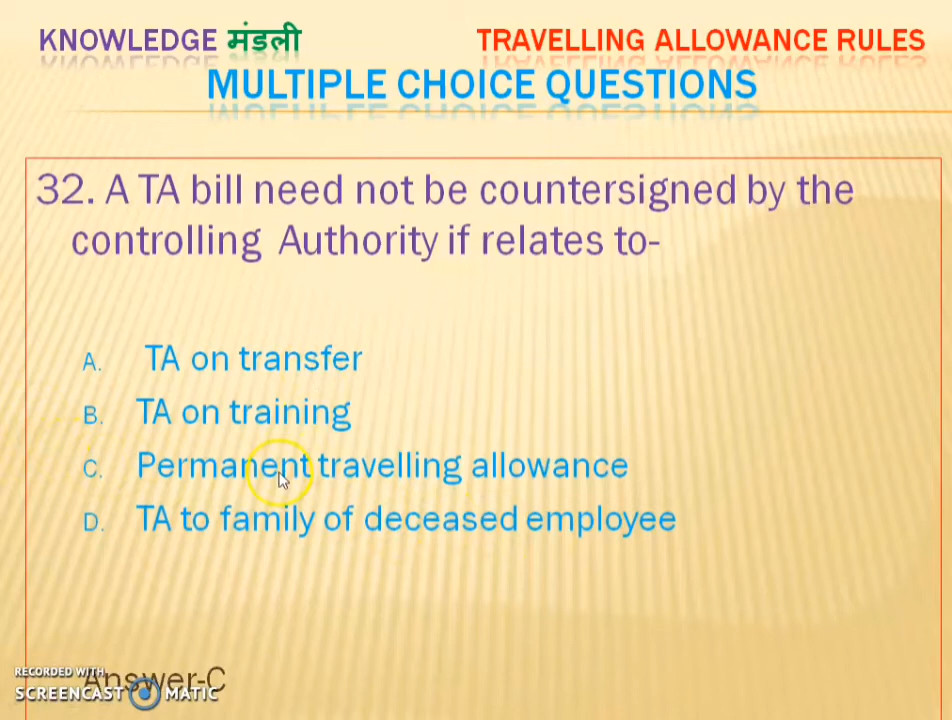 KNOWLEDGE मंडली TRAVELLING ALLOWANCE RULES
MULTIPLE CHOICE QUESTIONS
32. A TA bill need not be countersigned by the
controlling Authority if relates to-
A. TA on transfer
B. TA on training
C. Permanent travelling allowance
D. TA to family of deceased employee
RECORDED WITH
Answer-C
SCREENCAST MATIC